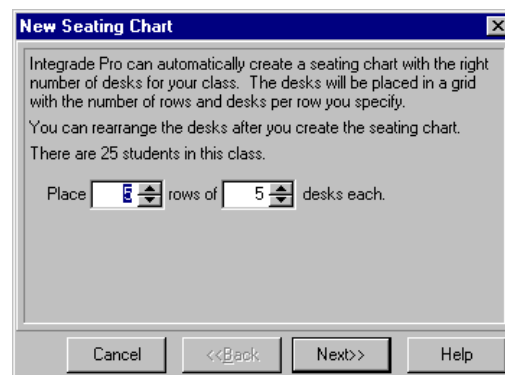 New Seating Chart
Integrade Pro can automatically create a seating chart with the right
number of desks for your class. The desks will be placed in a grid
with the number of rows and desks per row you specify.
You can rearrange the desks after you create the seating chart.
There are 25 students in this class.
Place 5 rows of 5 desks each.
Cancel <<Back Next>> Help